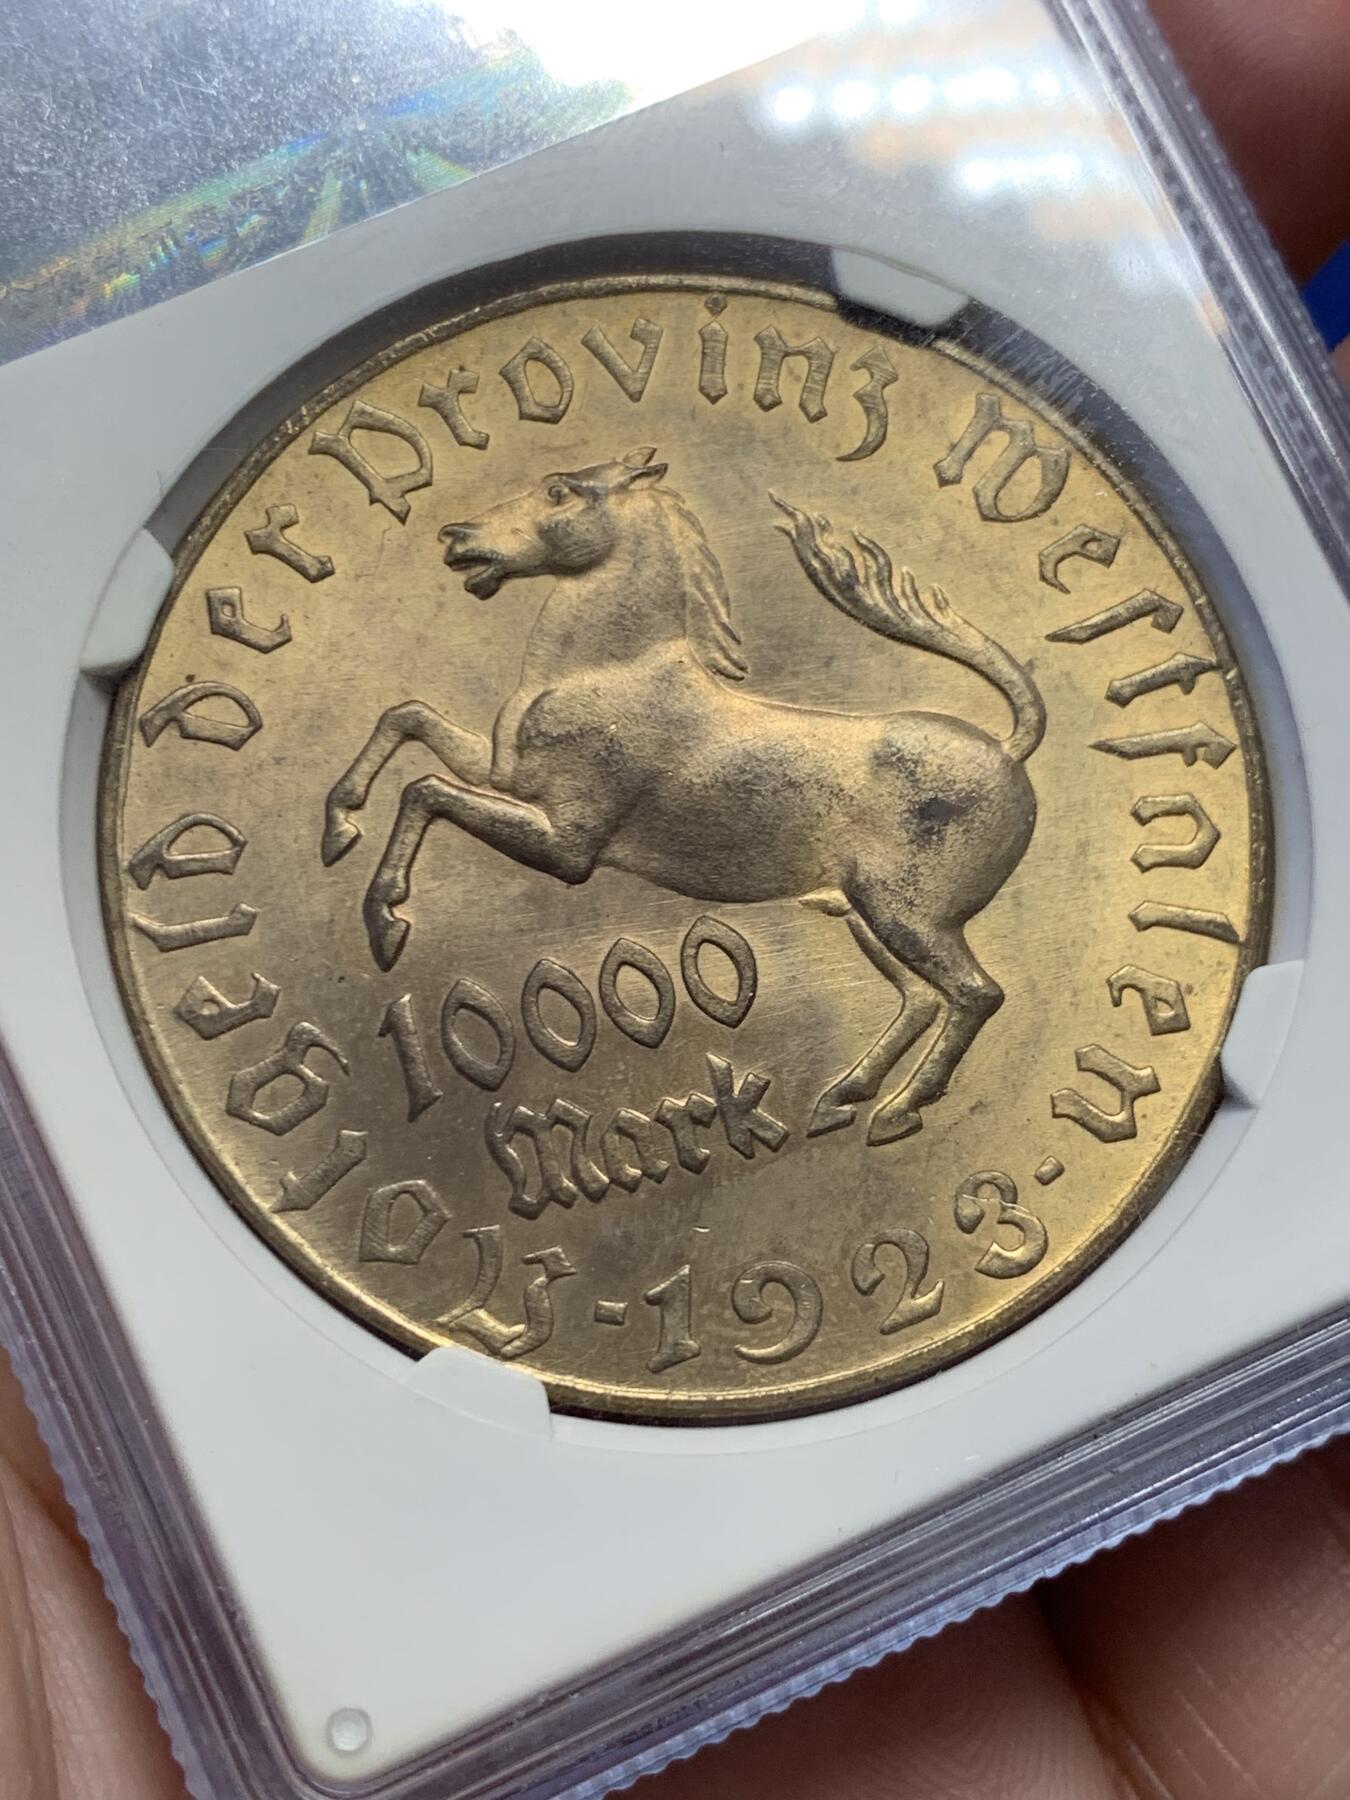 Notgeld der Provinz Westfalen · 1923 ·
10000
Mark